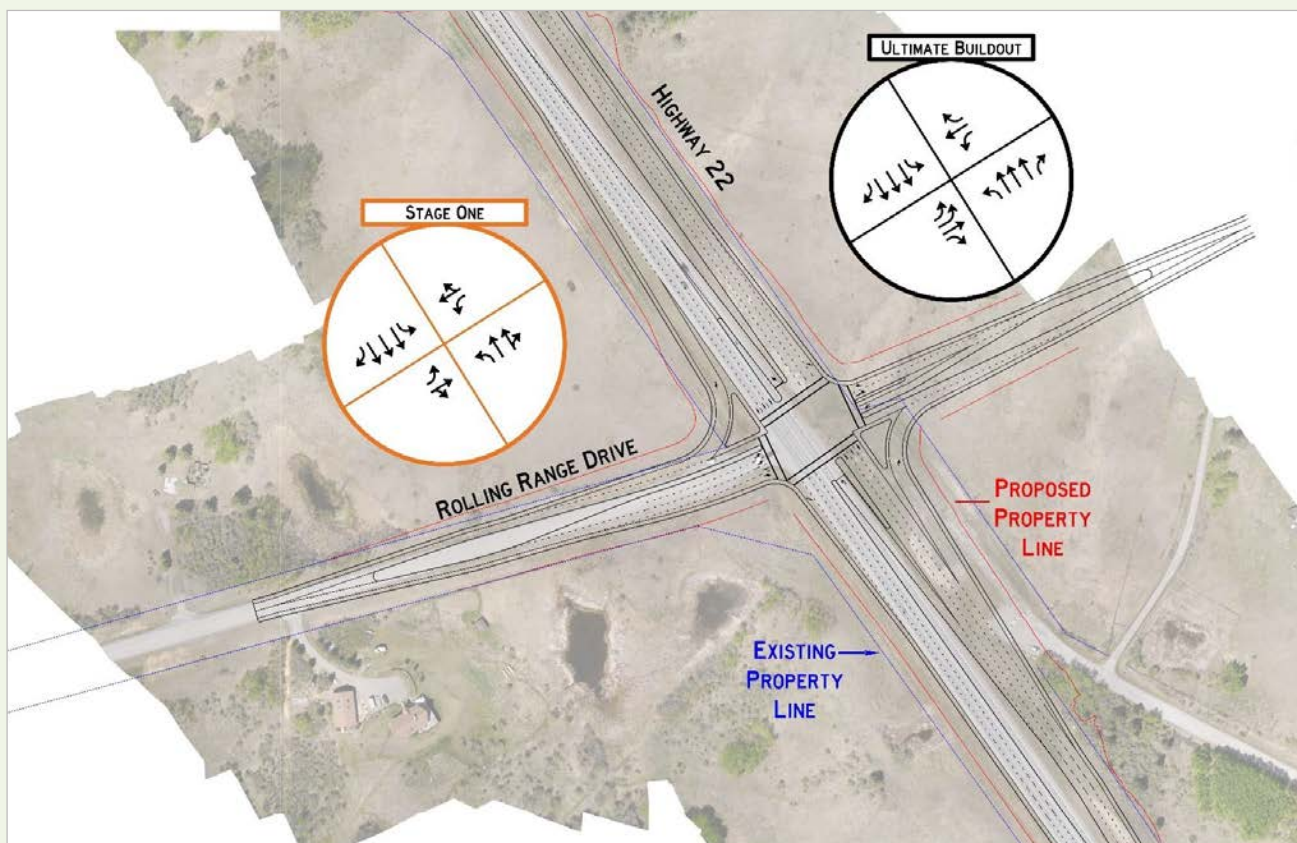 ULTIMATE BUILDOUT
HIGHWAY 22
STAGE ONE
ROLLING RANGE DRIVE
PROPOSED
PROPERTY
LINE
EXISTING
PROPERTY
LINE